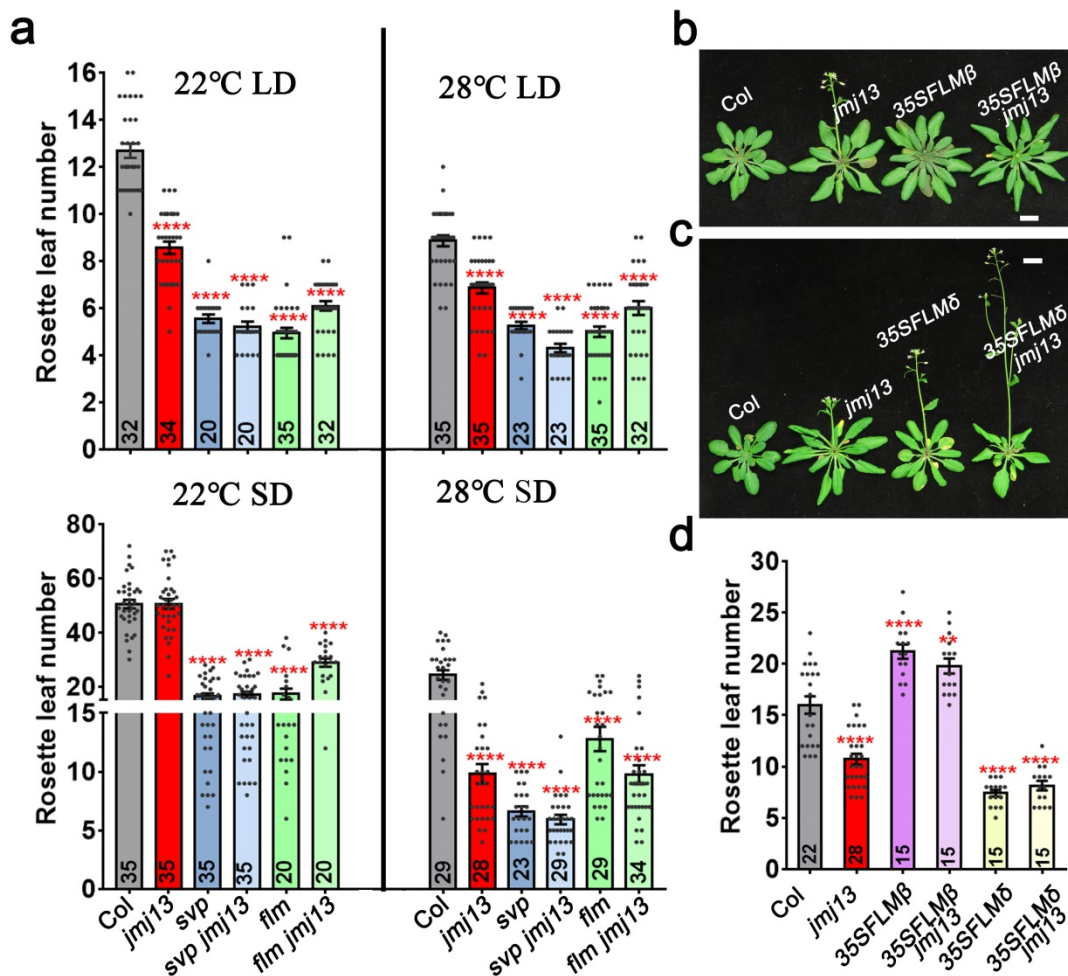 a
22℃ LD
28℃ LD
Rosette leaf number
16
14
12
10
8
6
4
2
0
****
****
****
****
****
****
****
****
****
****
32
34
20
20
35
32
35
35
23
23
35
32
22℃ SD
28℃ SD
Rosette leaf number
80
60
40
20
15
10
5
0
****
****
****
****
****
****
****
****
****
35
35
35
35
20
20
29
28
23
29
29
34
Col
jmj13
svp
svp jmj13
flm
flm jmj13
Col
jmj13
svp
svp jmj13
flm
flm jmj13
b
Col
jmj13
35SFLMβ
35SFLMβ
jmj13
c
Col
jmj13
35SFLMδ
35SFLMδ
jmj13
d
Rosette leaf number
30
25
20
15
10
5
0
****
****
**
****
****
22
28
15
15
15
15
Col
jmj13
35SFLMβ
35SFLMβ
jmj13
35SFLMδ
35SFLMδ
jmj13